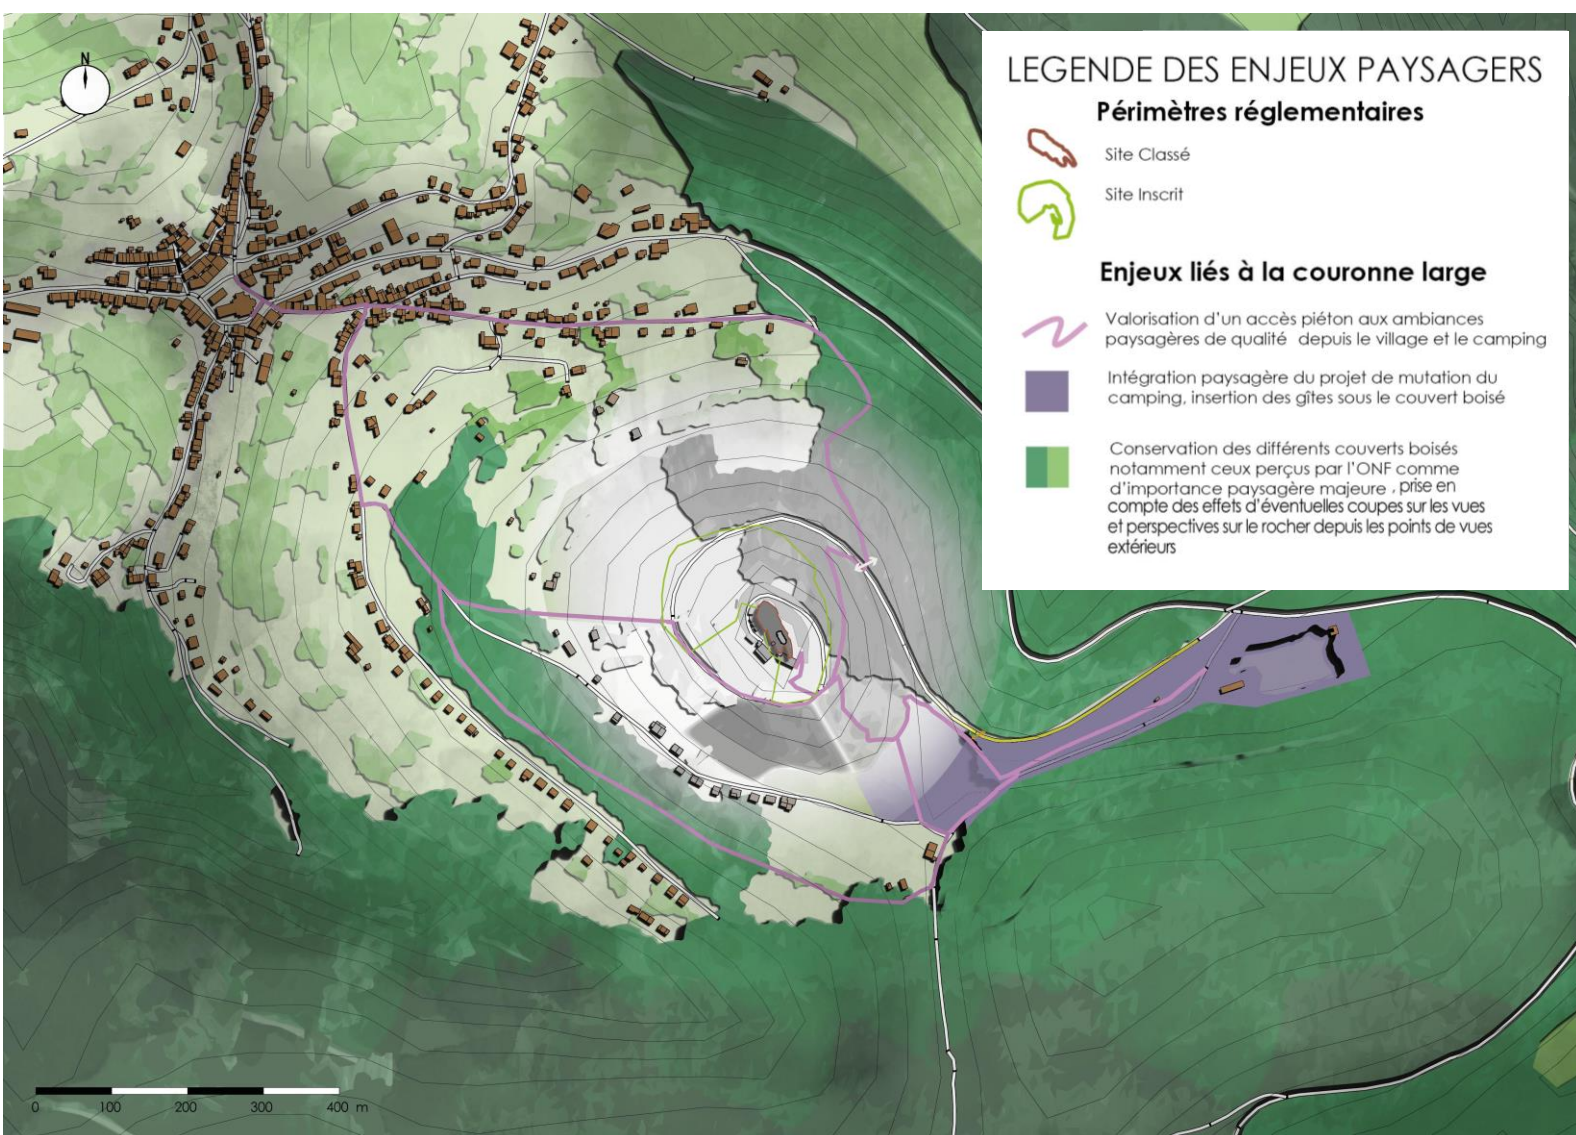 N
LEGENDE DES ENJEUX PAYSAGERS
Périmètres réglementaires
Site Classé
Site Inscrit
Enjeux liés à la couronne large
Valorisation d'un accès piéton aux ambiances
paysagères de qualité depuis le village et le camping
Intégration paysagère du projet de mutation du
camping, insertion des gîtes sous le couvert boisé
Conservation des différents couverts boisés
notamment ceux perçus par l'ONF comme
d'importance paysagère majeure , prise en
compte des effets d'éventuelles coupes sur les vues
et perspectives sur le rocher depuis les points de vues
extérieurs
0 100 200 300 400 m